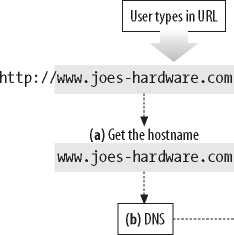 User types in URL
http://www.joes-hardware.com
(a) Get the hostname
www.joes-hardware.com
(b) DNS